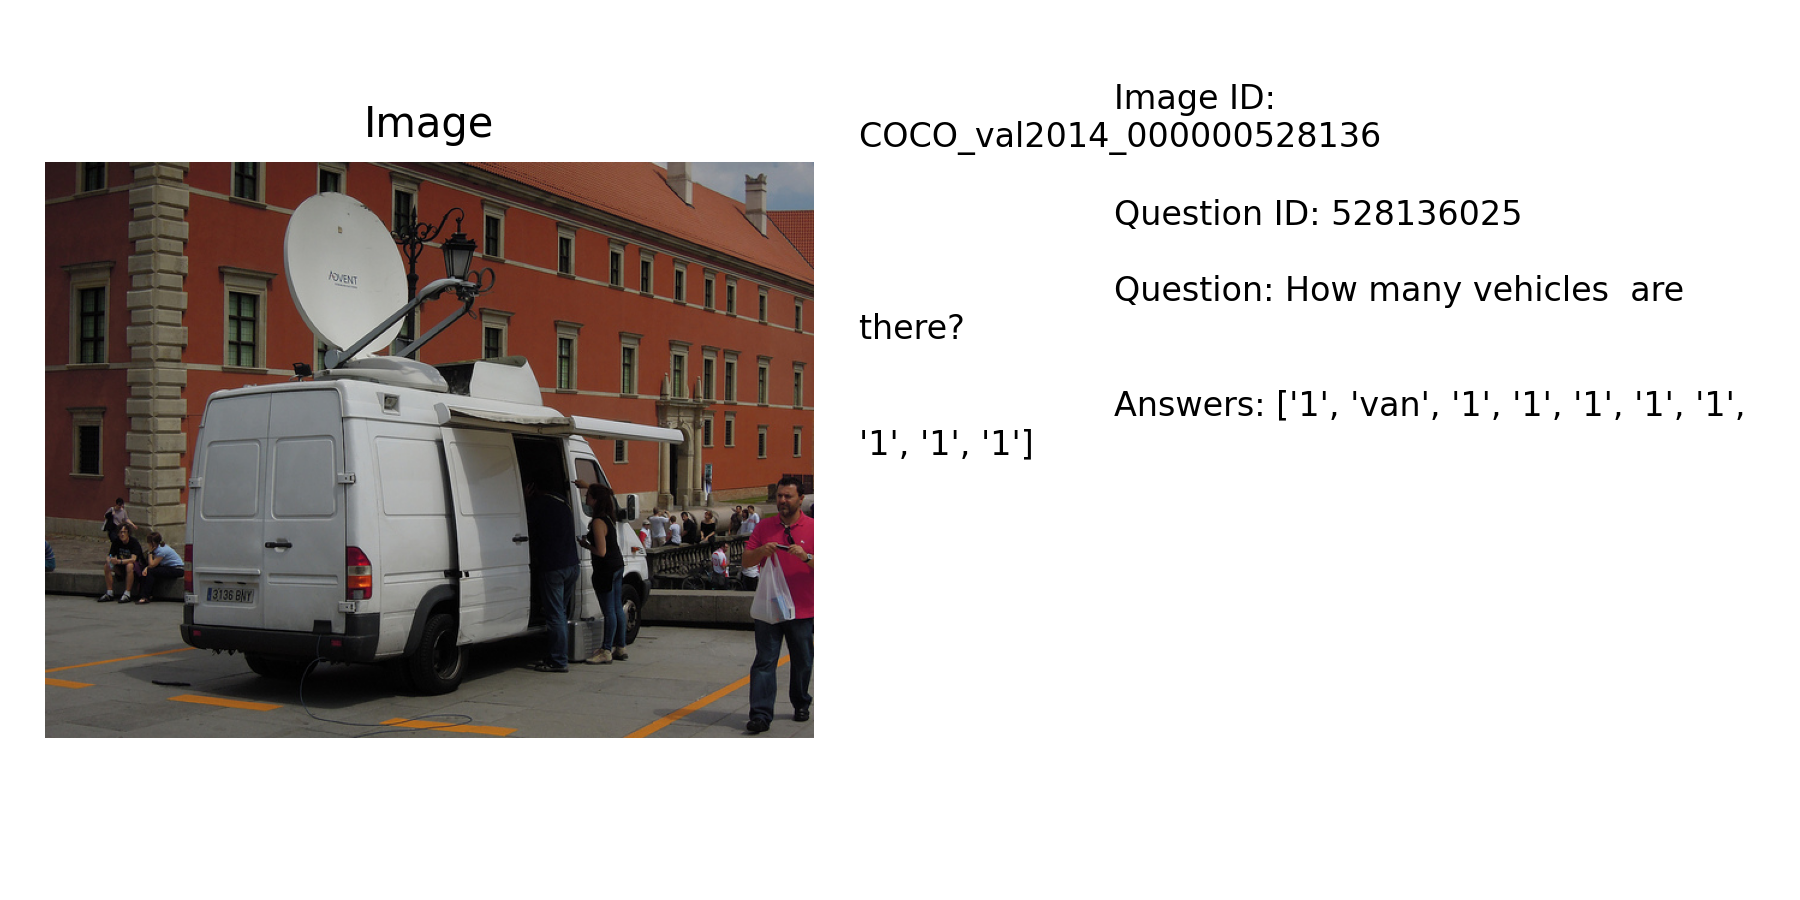 Image
ADVENT
3136 BNY
Image ID:
COCO_val2014_000000528136
Question ID: 528136025
Question: How many vehicles  are
there?
Answers: ['1', 'van', '1', '1', '1', '1', '1',
'1', '1', '1']